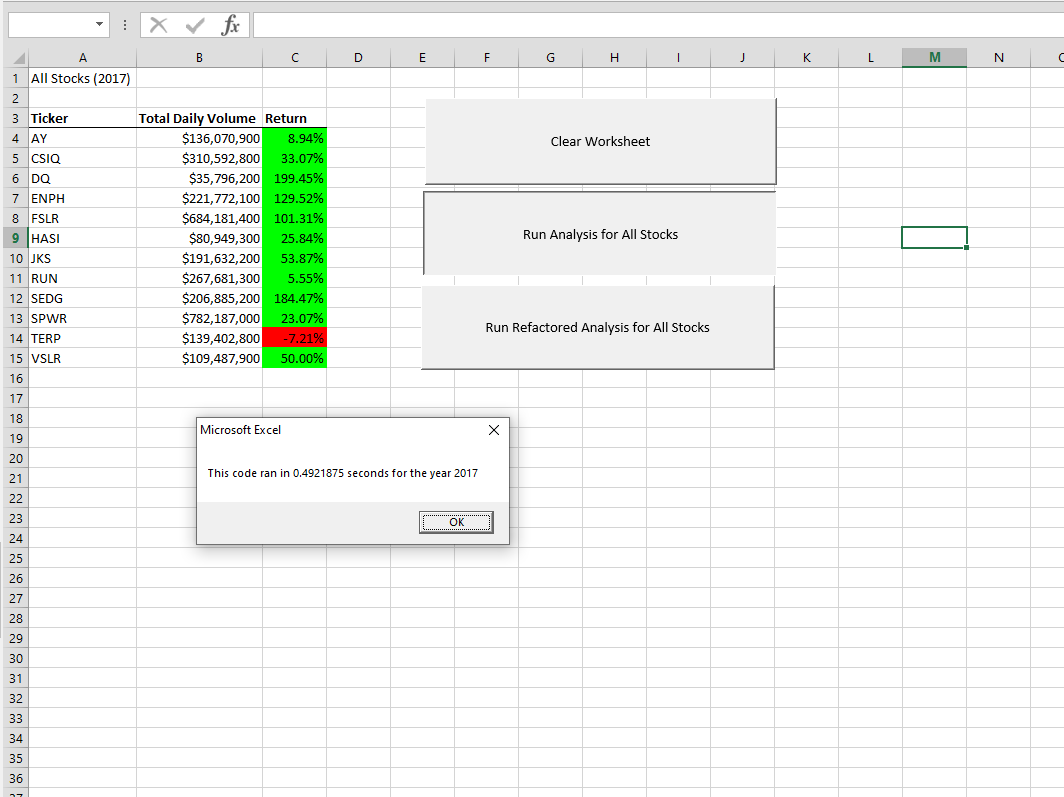 fx
A B C D E F G H I J K L M N
1 All Stocks (2017)
2
3 Ticker Total Daily Volume Return
4 AY $136,070,900 8.94%
5 CSIQ $310,592,800 33.07%
6 DQ $35,796,200 199.45%
7 ENPH $221,772,100 129.52%
8 FSLR $684,181,400 101.31%
9 HASI $80,949,300 25.84%
10 JKS $191,632,200 53.87%
11 RUN $267,681,300 5.55%
12 SEDG $206,885,200 184.47%
13 SPWR $782,187,000 23.07%
14 TERP $139,402,800 -7.21%
15 VSLR $109,487,900 50.00%
Clear Worksheet
Run Analysis for All Stocks
Run Refactored Analysis for All Stocks
16
17
18
19
20
21
22
23
24
25
26
27
28
29
30
31
32
33
34
35
36
Microsoft Excel
This code ran in 0.4921875 seconds for the year 2017
OK